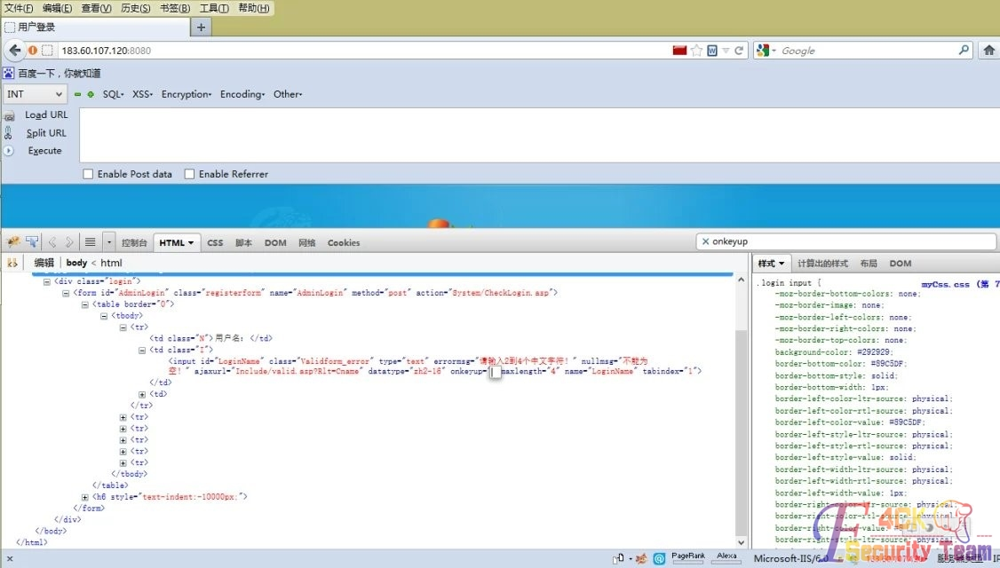 文件(F) 编辑(E) 查看(V) 历史(S) 书签(B) 工具(T) 帮助(H)
用户登录
183.60.107.120:8080
Google
百度一下，你就知道
INT SQL XSS Encryption Encoding Other
Load URL
Split URL
Execute
Enable Post data Enable Referrer
控制台 HTML CSS 脚本 DOM 网络 Cookies
onkeyup
编辑 body < html
样式 计算出的样式 布局 DOM
<div class="login">
<form id="AdminLogin" class="registerform" name="AdminLogin" method="post" action="System/CheckLogin.asp">
<table border="0">
<tbody>
<tr>
<td class="N">用户名：</td>
<td class="I">
<input id="LoginName" class="Validform_error" type="text" errormsg="请输入2到4个中文字符！" nullmsg="不能为
空！" ajaxurl="Include/valid.asp?Rlt=Cname" datatype="zh2-16" onkeyup=" maxlength="4" name="LoginName" tabindex="1">
</td>
<td>
</tr>
<tr>
<tr>
<tr>
<tr>
<tr>
</tbody>
</table>
<h6 style="text-indent:-10000px;">
</form>
</div>
</body>
</html>
.login input {
myCss.css (第 7
-moz-border-bottom-colors: none;
-moz-border-image: none;
-moz-border-left-colors: none;
-moz-border-right-colors: none;
-moz-border-top-colors: none;
background-color: #292929;
border-bottom-color: #89C5DF;
border-bottom-style: solid;
border-bottom-width: 1px;
border-left-color-ltr-source: physical;
border-left-color-rtl-source: physical;
border-left-color-value: #89C5DF;
border-left-style-ltr-source: physical;
border-left-style-rtl-source: physical;
border-left-style-value: solid;
border-left-width-ltr-source: physical;
border-left-width-rtl-source: physical;
border-left-width-value: 1px;
border-right-color-ltr-source: physical;
border-right-color-rtl-source: physical;
border-right-color-value:
border-right-style-ltr-source: physical;
Security Team
PageRank Alexa Microsoft-IIS/6.0